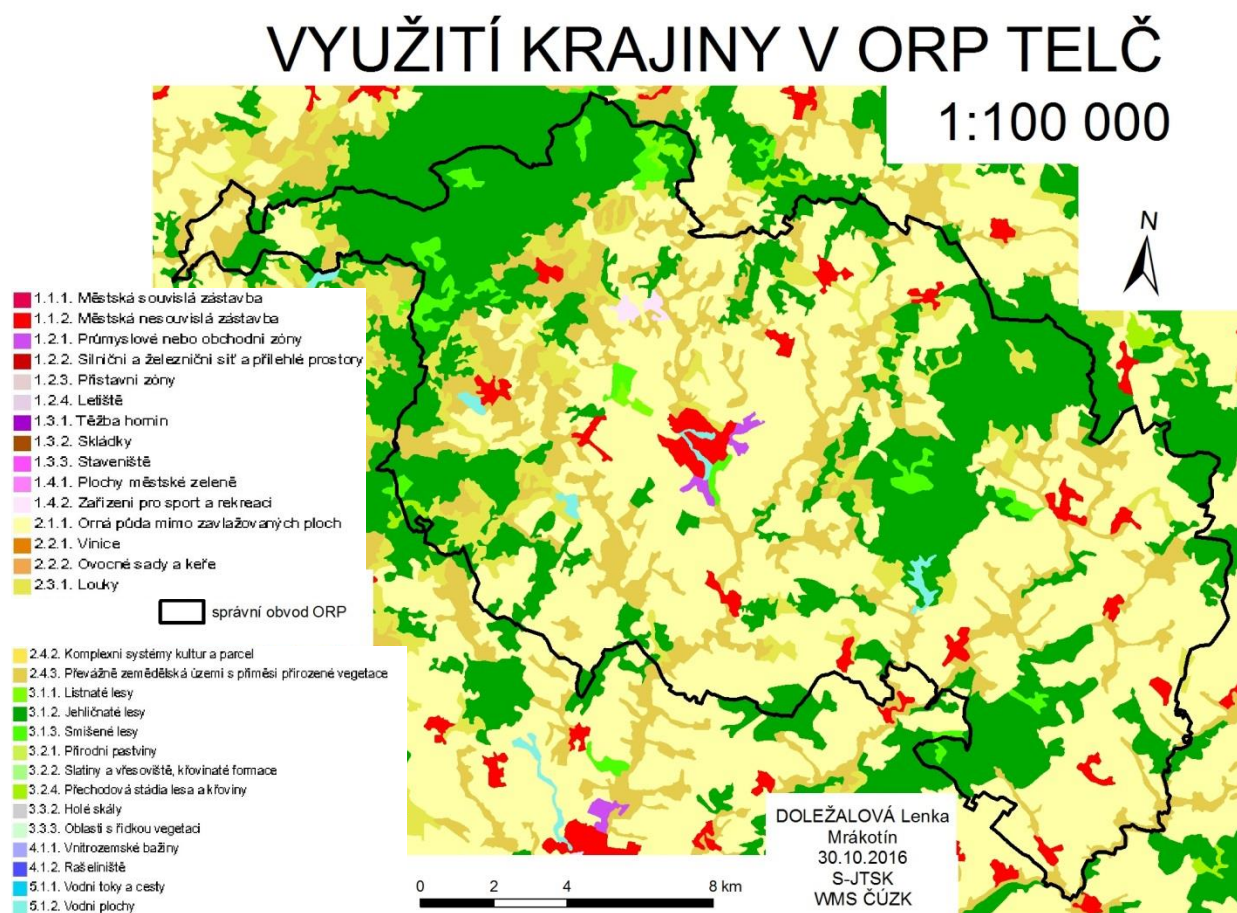 VYUŽITÍ KRAJINY V ORP TELČ
1:100 000
N
1.1.1. Městská souvislá zástavba
1.1.2. Městská nesouvislá zástavba
1.2.1. Průmyslové nebo obchodní zóny
1.2.2. Silniční a železniční síť a přilehlé prostory
1.2.3. Přístavní zóny
1.2.4. Letiště
1.3.1. Těžba hornin
1.3.2. Skládky
1.3.3. Staveniště
1.4.1. Plochy městské zeleně
1.4.2. Zařízení pro sport a rekreaci
2.1.1. Orná půda mimo zavlažovaných ploch
2.2.1. Vinice
2.2.2. Ovocné sady a keře
2.3.1. Louky
správní obvod ORP
2.4.2. Komplexní systémy kultur a parcel
2.4.3. Převážně zemědělská území s příměsí přirozené vegetace
3.1.1. Listnaté lesy
3.1.2. Jehličnaté lesy
3.1.3. Smíšené lesy
3.2.1. Přírodní pastviny
3.2.2. Slatiny a vřesoviště, křovinaté formace
3.2.4. Přechodová stádia lesa a křoviny
3.3.2. Holé skály
3.3.3. Oblasti s řídkou vegetací
4.1.1. Vnitrozemské bažiny
4.1.2. Rašeliniště
5.1.1. Vodní toky a cesty
5.1.2. Vodní plochy
0 2 4 8 km
DOLEŽALOVÁ Lenka
Mrákotín
30.10.2016
S-JTSK
WMS ČÚZK